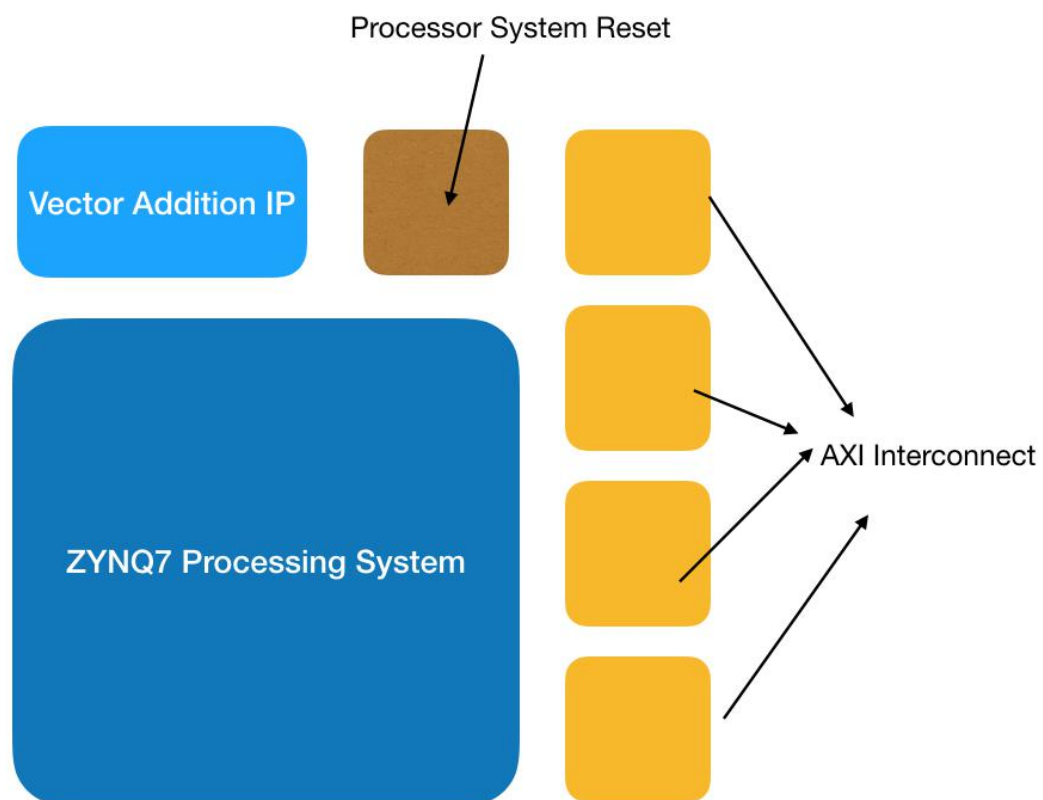 Processor System Reset
Vector Addition IP
AXI Interconnect
ZYNQ7 Processing System